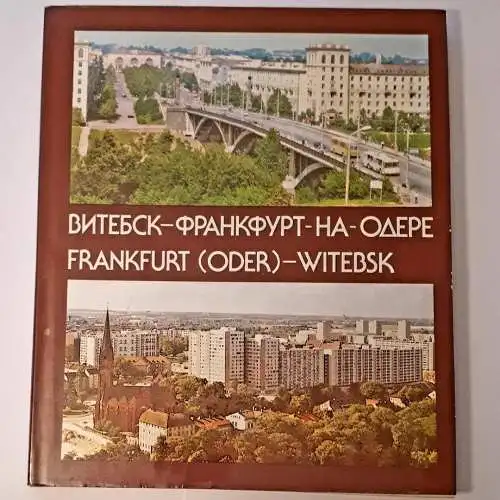 ВИТЕБСК–ФРАНКФУРТ-НА-ОДЕРЕ
FRANKFURT (ODER)–WITEBSK